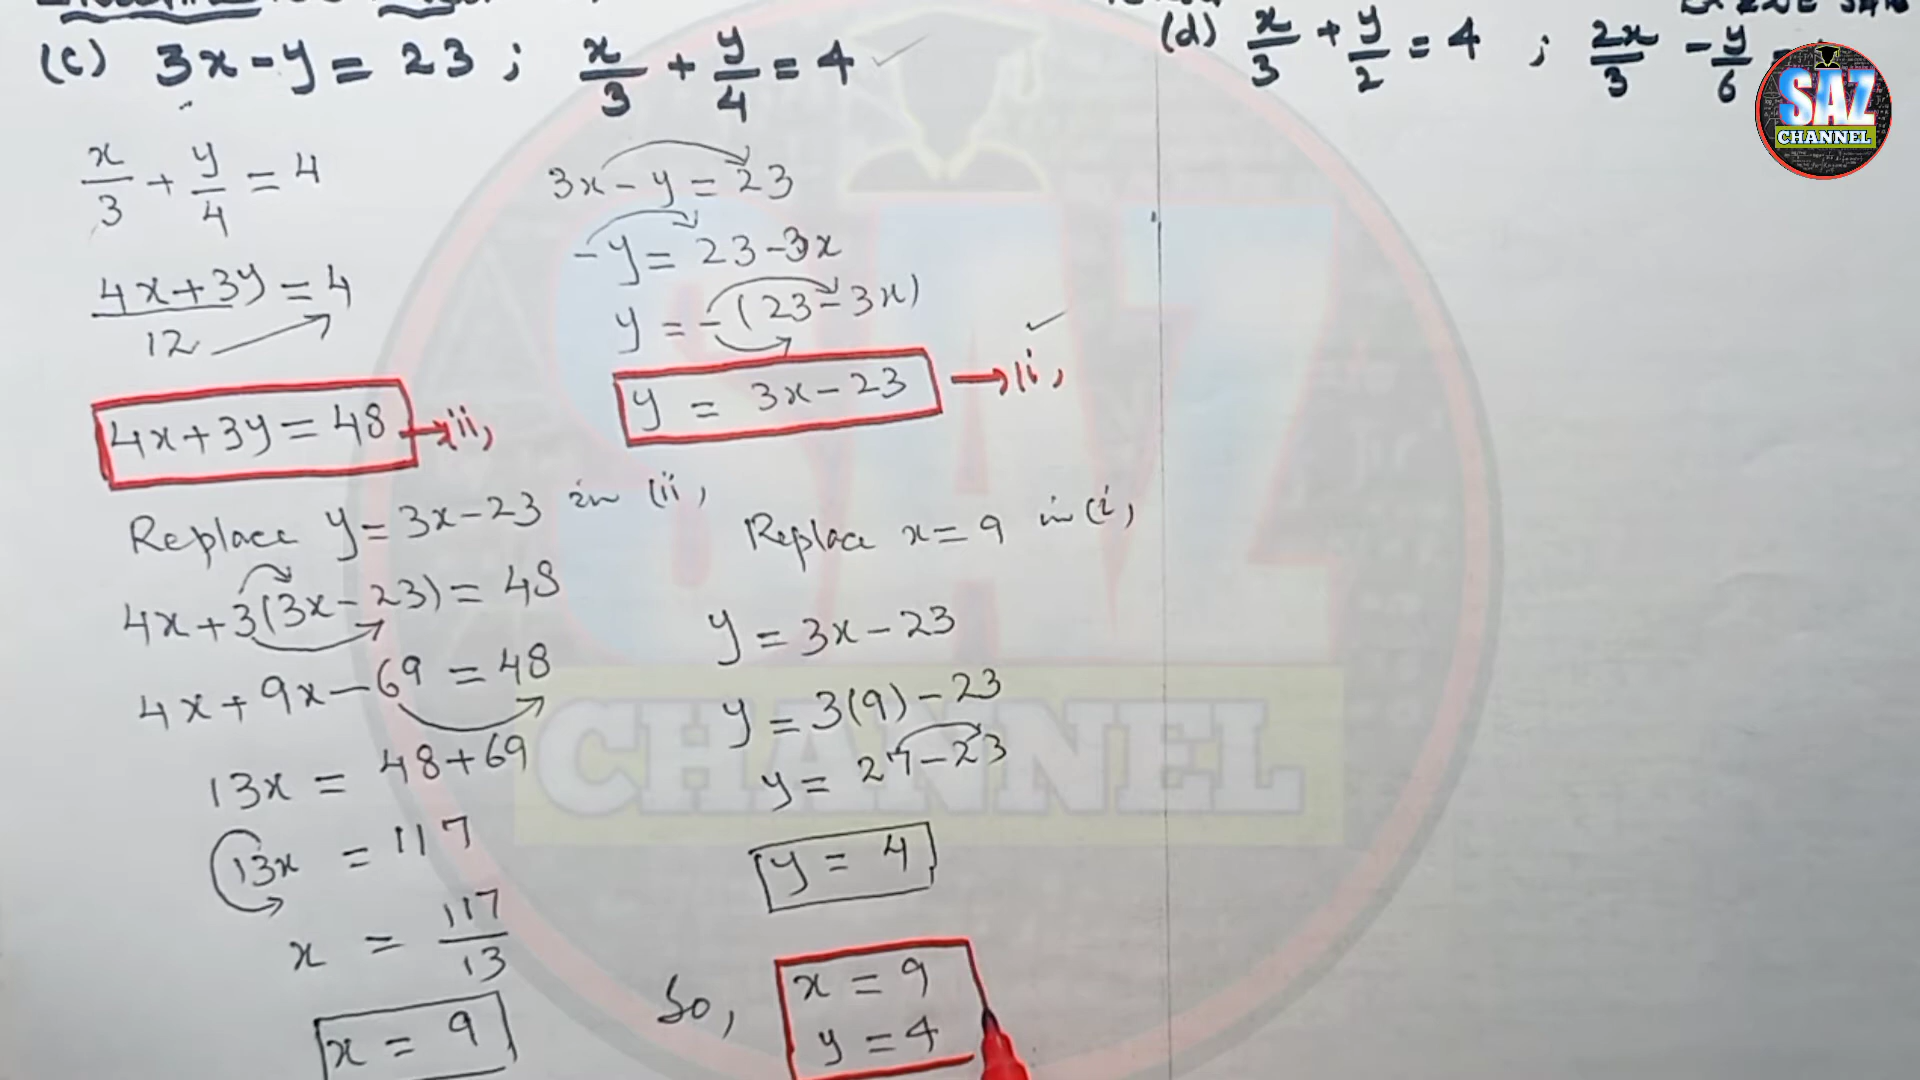 (c) 3x - y = 23 ; x/3 + y/4 = 4
x/3 + y/4 = 4
(4x + 3y)/12 = 4
4x + 3y = 48 → ii,
Replace y = 3x - 23 in (ii,
4x + 3(3x - 23) = 48
4x + 9x - 69 = 48
13x = 48 + 69
13x = 117
x = 117/13
x = 9
3x - y = 23
-y = 23 - 3x
y = -(23 - 3x)
y = 3x - 23 → (i,
Replace x = 9 in (i,
y = 3x - 23
y = 3(9) - 23
y = 27 - 23
y = 4
So, x = 9
y = 4
(d) x/3 + y/2 = 4 ; 2x/3 - y/6 =
SAZ
CHANNEL
SAZ
CHANNEL